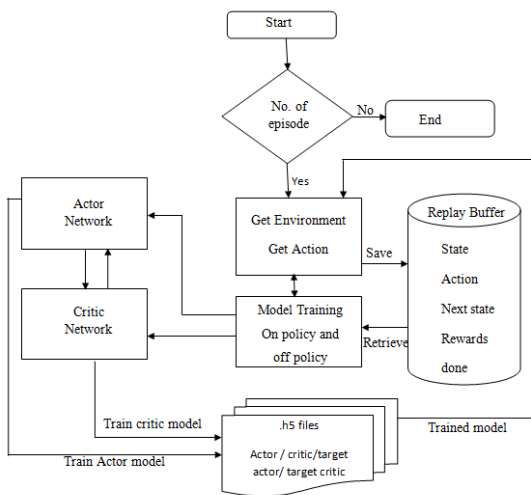 Start
No. of
episode
No
End
Yes
Actor
Network
Get Environment
Get Action
Save
Replay Buffer
State
Action
Next state
Rewards
done
Critic
Network
Model Training
On policy and
off policy
Retrieve
Train critic model
.h5 files
Trained model
Train Actor model
Actor / critic/target
actor/ target critic